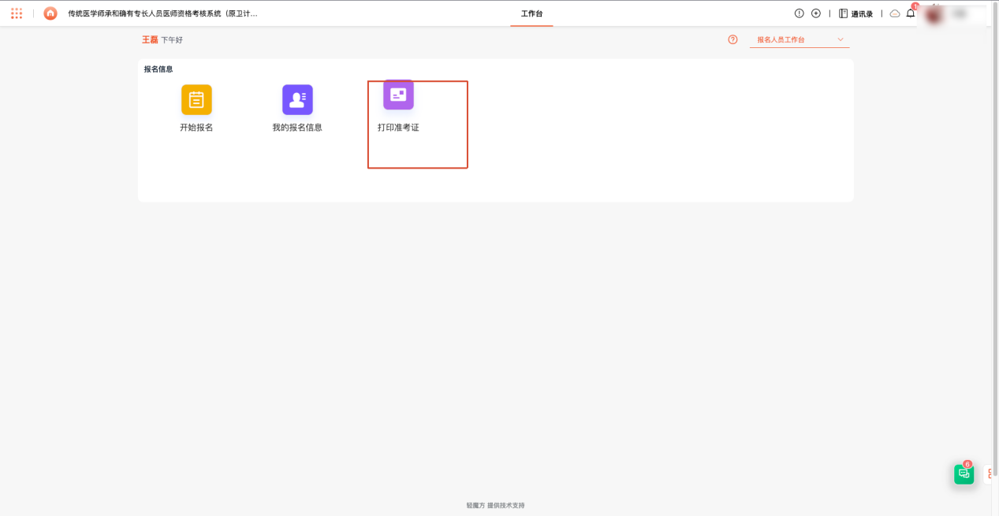 传统医学师承和确有专长人员医师资格考核系统（原卫计...
工作台
通讯录
1
王磊 下午好
报名人员工作台
报名信息
开始报名
我的报名信息
打印准考证
6
轻魔方 提供技术支持